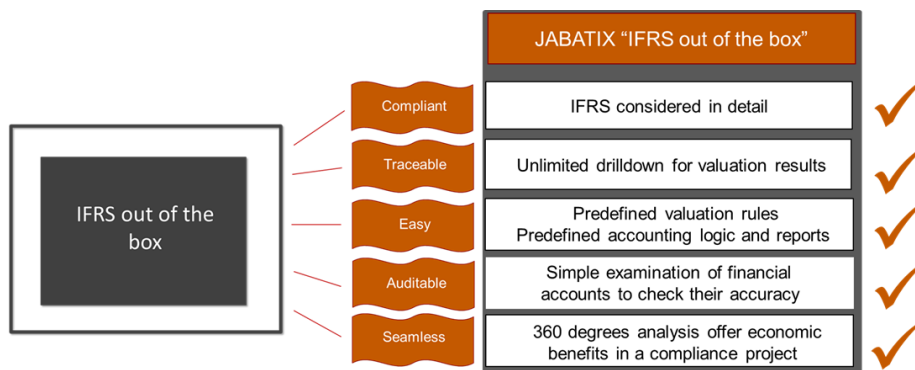 JABATIX “IFRS out of the box”
IFRS out of the
box
Compliant
IFRS considered in detail
Traceable
Unlimited drilldown for valuation results
Easy
Predefined valuation rules
Predefined accounting logic and reports
Auditable
Simple examination of financial
accounts to check their accuracy
Seamless
360 degrees analysis offer economic
benefits in a compliance project